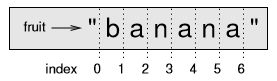 fruit → "banana"
index 0 1 2 3 4 5 6